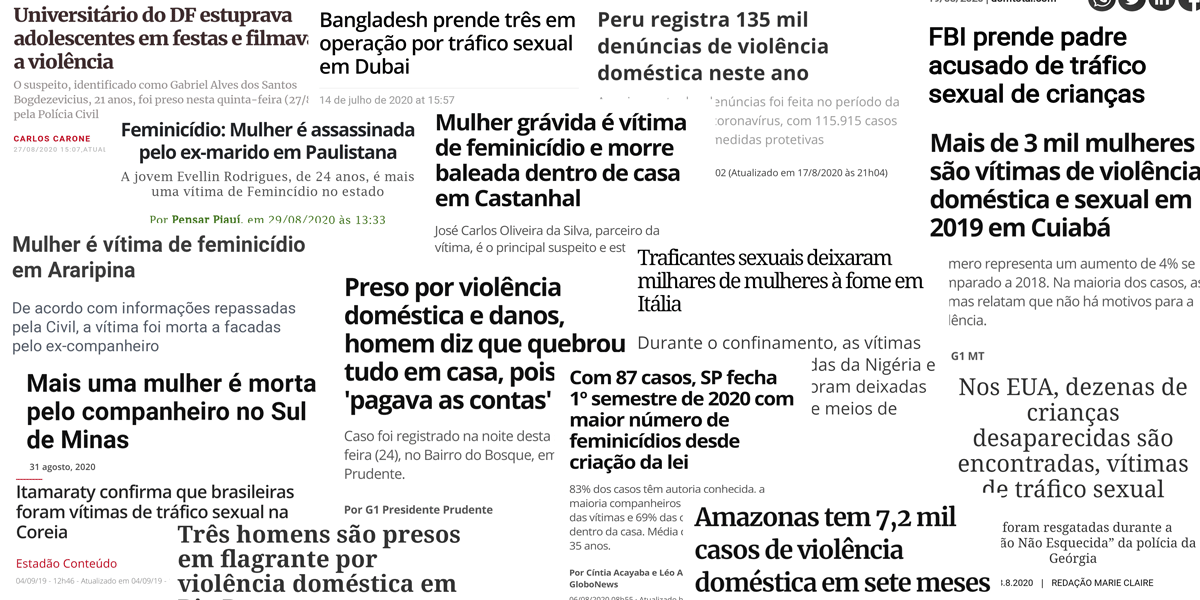 Universitário do DF estuprava
adolescentes em festas e filmava
a violência
O suspeito, identificado como Gabriel Alves dos Santos
Bogdezevicius, 21 anos, foi preso nesta quinta-feira (27/8
pela Polícia Civil
CARLOS CARONE
27/08/2020 15:07,ATUAL
Bangladesh prende três em
operação por tráfico sexual
em Dubai
14 de julho de 2020 at 15:57
Peru registra 135 mil
denúncias de violência
doméstica neste ano
denúncias foi feita no período da
coronavírus, com 115.915 casos
medidas protetivas
02 (Atualizado em 17/8/2020 às 21h04)
domtotal.com
FBI prende padre
acusado de tráfico
sexual de crianças
Feminicídio: Mulher é assassinada
pelo ex-marido em Paulistana
A jovem Evellin Rodrigues, de 24 anos, é mais
uma vítima de Femincídio no estado
Por Pensar Piauí, em 29/08/2020 às 13:33
Mulher grávida é vítima
de feminicídio e morre
baleada dentro de casa
em Castanhal
José Carlos Oliveira da Silva, parceiro da
vítima, é o principal suspeito e est
Mais de 3 mil mulheres
são vítimas de violência
doméstica e sexual em
2019 em Cuiabá
mero representa um aumento de 4% se
mparado a 2018. Na maioria dos casos, as
mas relatam que não há motivos para a
lência.
G1 MT
Mulher é vítima de feminicídio
em Araripina
De acordo com informações repassadas
pela Civil, a vítima foi morta a facadas
pelo ex-companheiro
Preso por violência
doméstica e danos,
homem diz que quebrou
tudo em casa, pois
'pagava as contas'
Caso foi registrado na noite desta
feira (24), no Bairro do Bosque, em
Prudente.
Por G1 Presidente Prudente
Traficantes sexuais deixaram
milhares de mulheres à fome em
Itália
Durante o confinamento, as vítimas
das da Nigéria e
oram deixadas
e meios de
Mais uma mulher é morta
pelo companheiro no Sul
de Minas
31 agosto, 2020
Com 87 casos, SP fecha
1º semestre de 2020 com
maior número de
feminicídios desde
criação da lei
83% dos casos têm autoria conhecida. a
maioria companheiros
das vítimas e 69% das c
dentro da casa. Média d
35 anos.
Por Cíntia Acayaba e Léo A
GloboNews
Nos EUA, dezenas de
crianças
desaparecidas são
encontradas, vítimas
de tráfico sexual
foram resgatadas durante a
ão Não Esquecida” da polícia da
Geórgia
8.2020 | REDAÇÃO MARIE CLAIRE
Itamaraty confirma que brasileiras
foram vítimas de tráfico sexual na
Coreia
Estadão Conteúdo
04/09/19 - 12h46 - Atualizado em 04/09/19 -
Três homens são presos
em flagrante por
violência doméstica em
Amazonas tem 7,2 mil
casos de violência
doméstica em sete meses